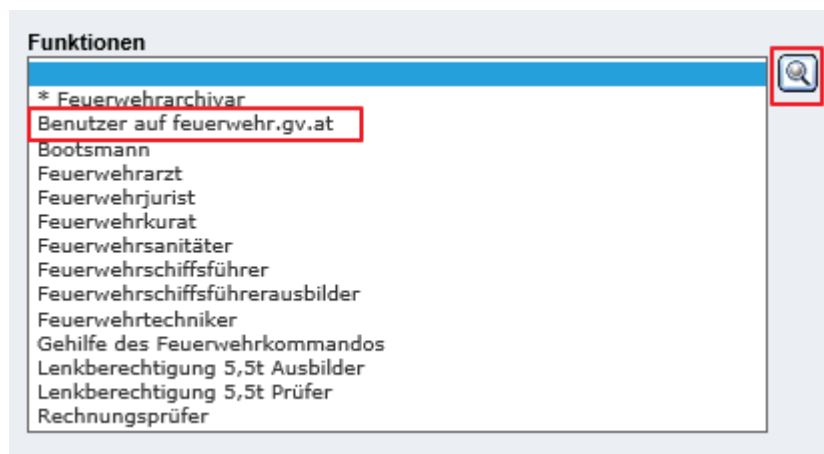 Funktionen
* Feuerwehrarchivar
Benutzer auf feuerwehr.gv.at
Bootsmann
Feuerwehrarzt
Feuerwehrjurist
Feuerwehrkurat
Feuerwehrsanitäter
Feuerwehrschiffsführer
Feuerwehrschiffsführerausbilder
Feuerwehrtechniker
Gehilfe des Feuerwehrkommandos
Lenkberechtigung 5,5t Ausbilder
Lenkberechtigung 5,5t Prüfer
Rechnungsprüfer